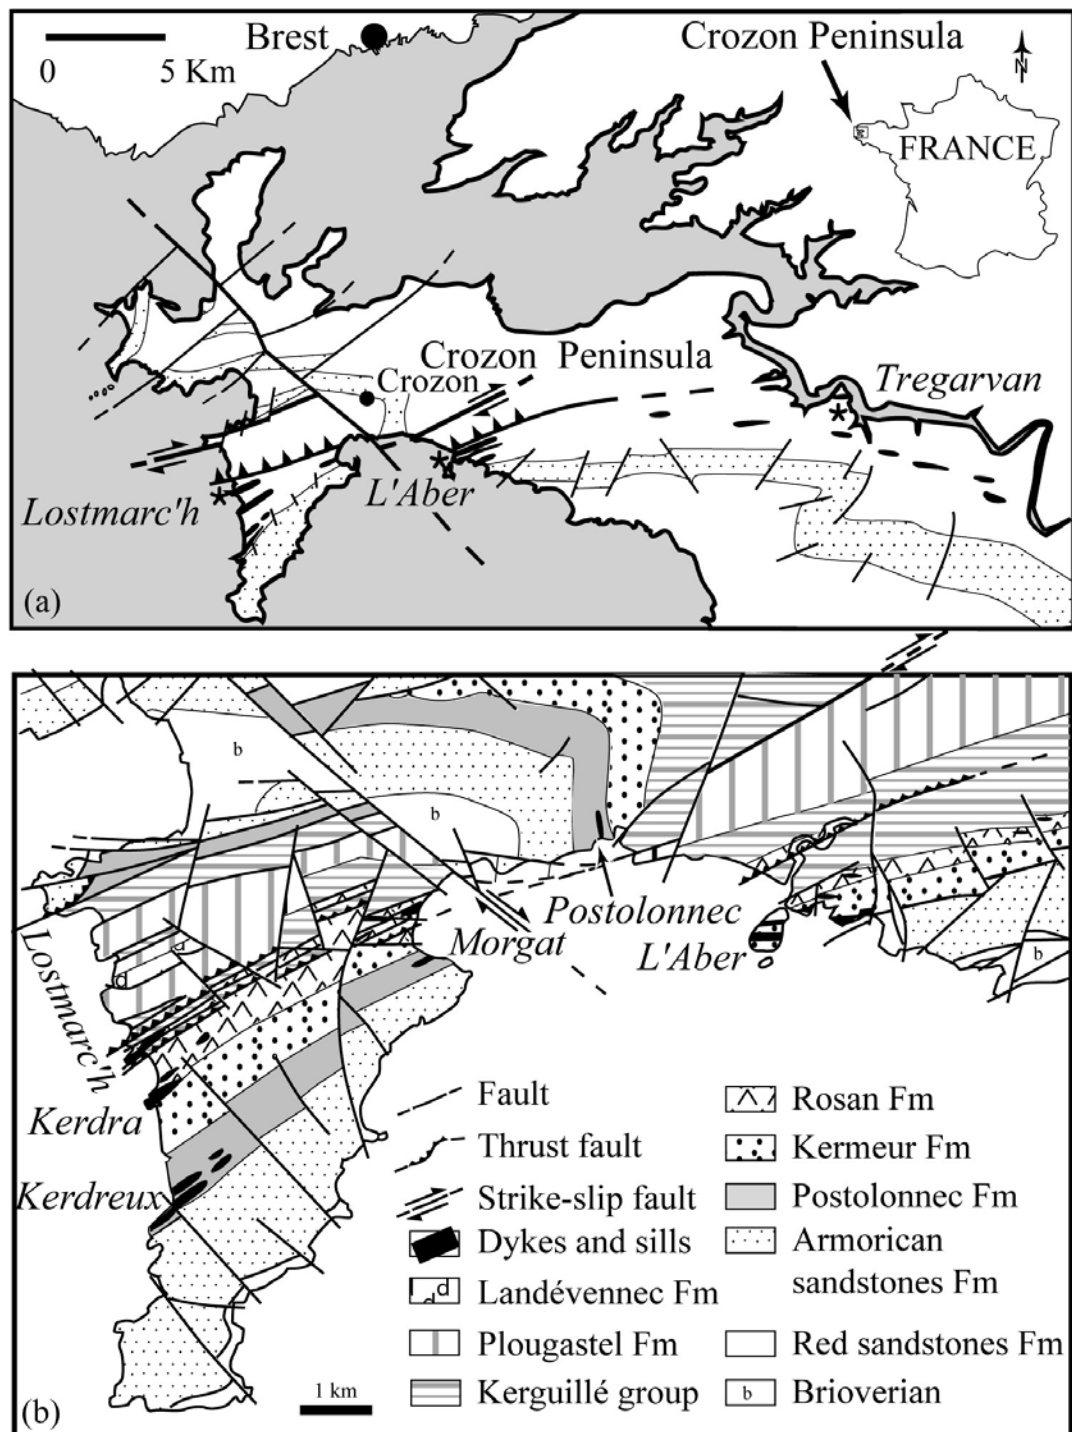 Brest
Crozon Peninsula
N
0 5 Km
FRANCE
Crozon Peninsula
Crozon
Tregarvan
L'Aber
Lostmarc'h
(a)
b
b
Postolonnec
Morgat
L'Aber
b
d
Lostmarc'h
Kerdra
Kerdreux
Fault
Thrust fault
Strike-slip fault
Dykes and sills
d
Landévennec Fm
Plougastel Fm
Kerguillé group
Rosan Fm
Kermeur Fm
Postolonnec Fm
Armorican
sandstones Fm
Red sandstones Fm
b
Brioverian
1 km
(b)